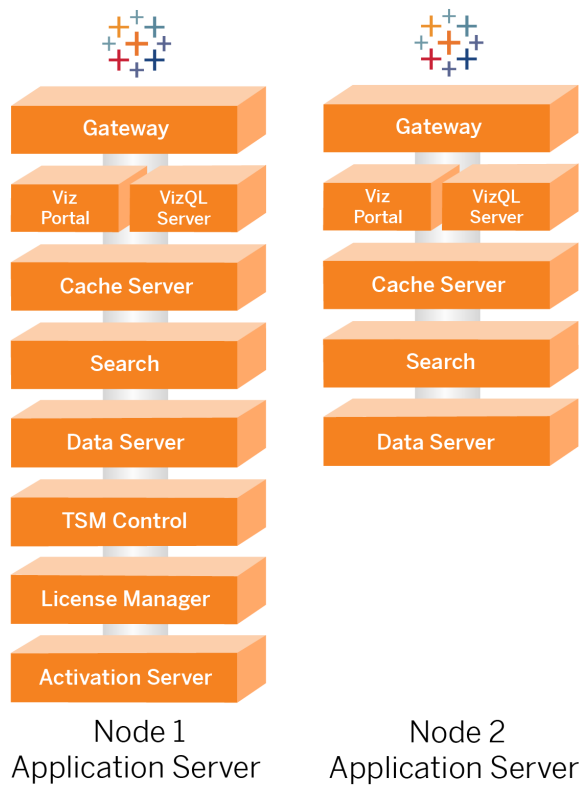 Gateway
Viz
Portal
VizQL
Server
Cache Server
Search
Data Server
TSM Control
License Manager
Activation Server
Node 1
Application Server
Gateway
Viz
Portal
VizQL
Server
Cache Server
Search
Data Server
Node 2
Application Server